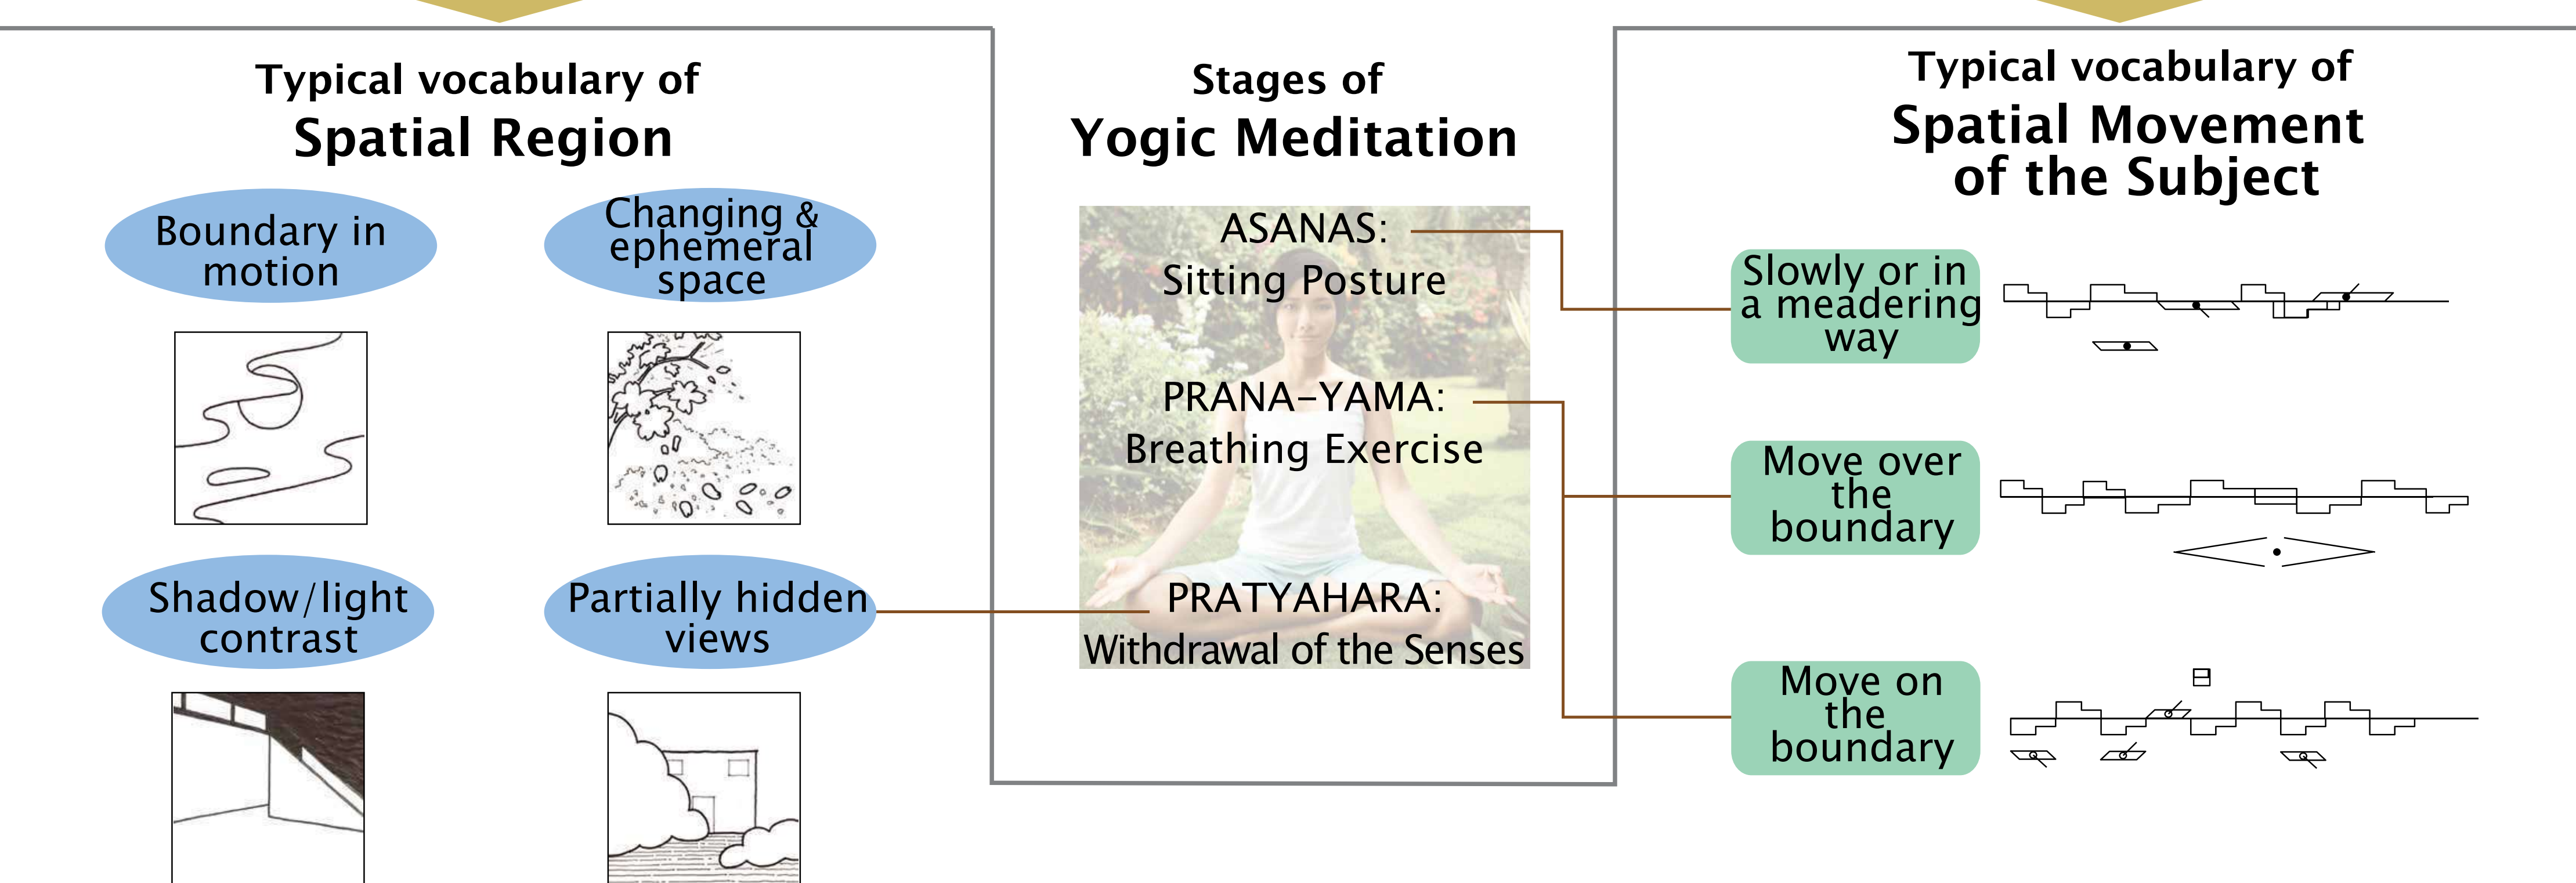 Typical vocabulary of
Spatial Region
Boundary in
motion
Changing &
ephemeral
space
Shadow/light
contrast
Partially hidden
views
Stages of
Yogic Meditation
ASANAS:
Sitting Posture
PRANA-YAMA:
Breathing Exercise
PRATYAHARA:
Withdrawal of the Senses
Typical vocabulary of
Spatial Movement
of the Subject
Slowly or in
a meadering
way
Move over
the
boundary
Move on
the
boundary